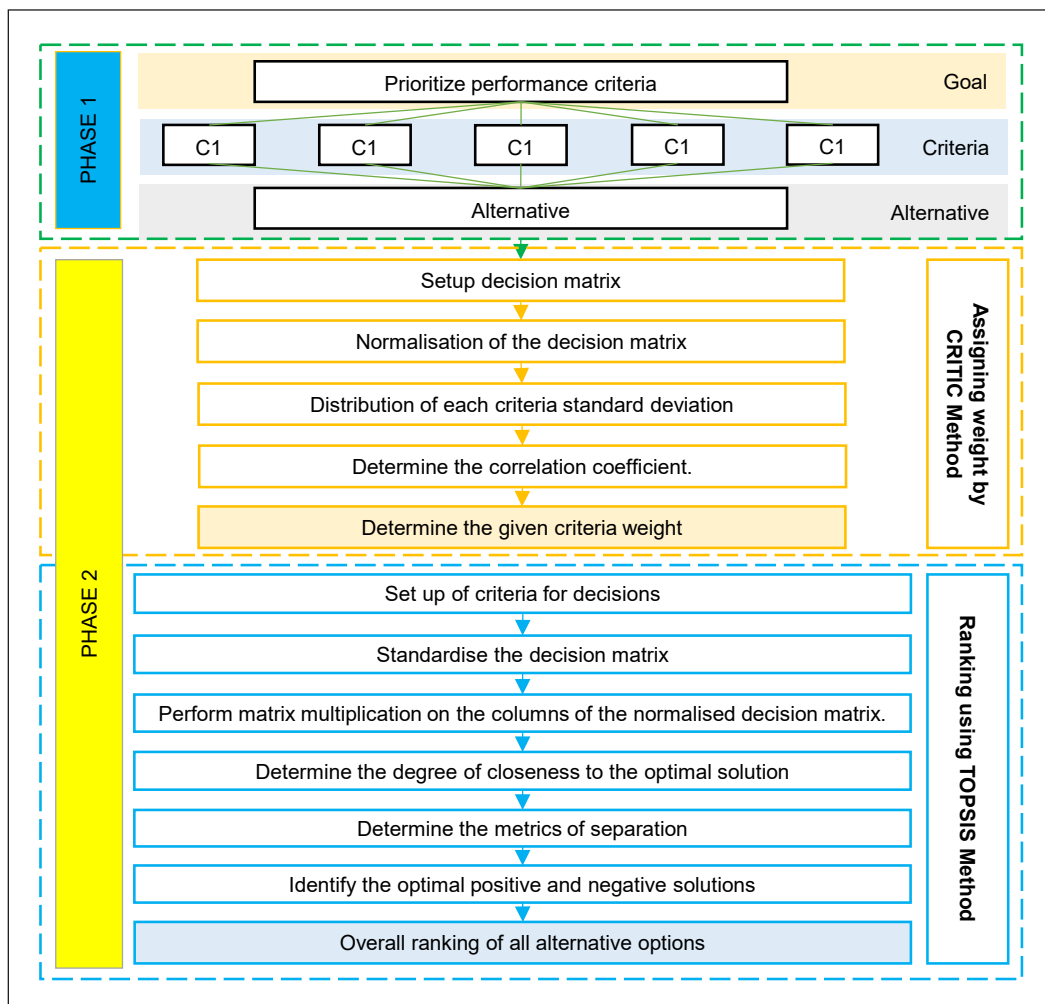 PHASE 1
Prioritize performance criteria
Goal
C1
C1
C1
C1
C1
Criteria
Alternative
Alternative
PHASE 2
Setup decision matrix
Normalisation of the decision matrix
Distribution of each criteria standard deviation
Determine the correlation coefficient.
Determine the given criteria weight
Assigning weight by
CRITIC Method
Set up of criteria for decisions
Standardise the decision matrix
Perform matrix multiplication on the columns of the normalised decision matrix.
Determine the degree of closeness to the optimal solution
Determine the metrics of separation
Identify the optimal positive and negative solutions
Overall ranking of all alternative options
Ranking using TOPSIS Method